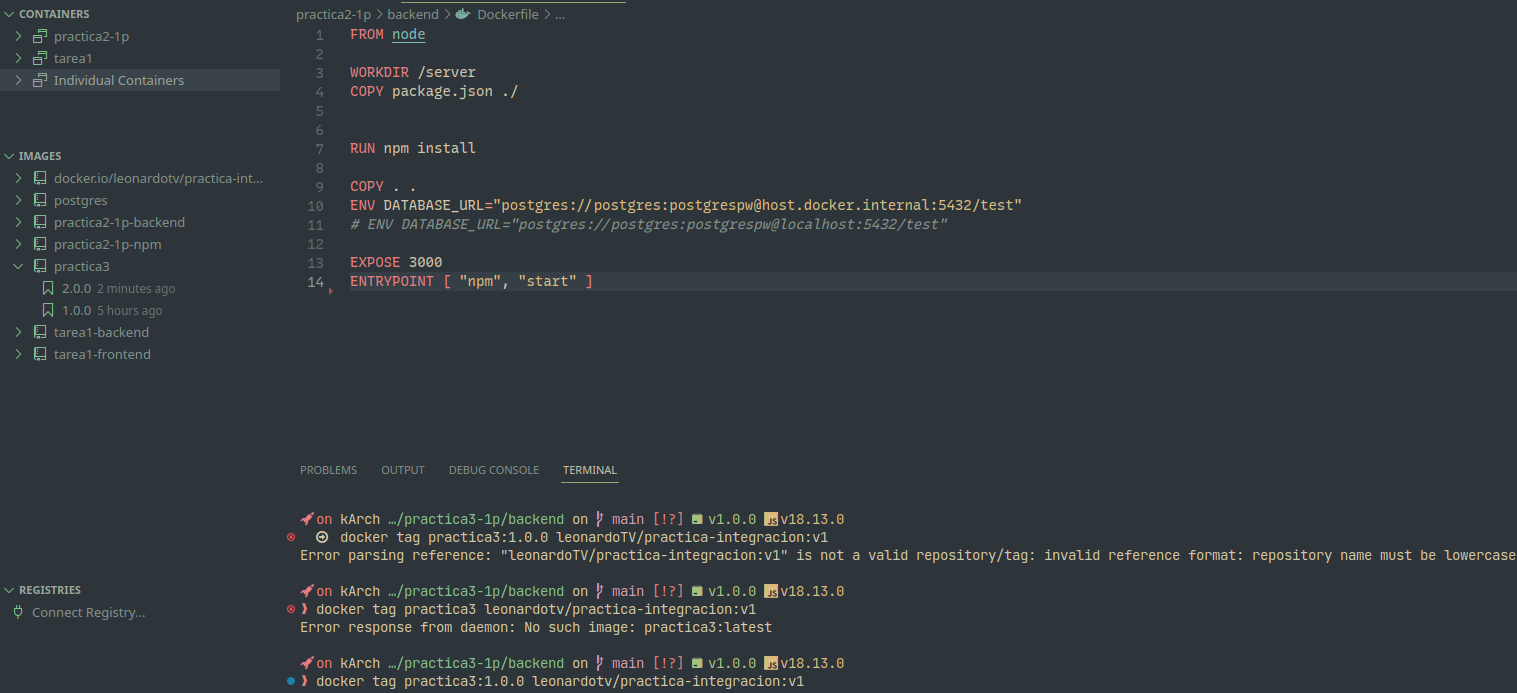 CONTAINERS
practica2-1p
tarea1
Individual Containers
IMAGES
docker.io/leonardotv/practica-int...
postgres
practica2-1p-backend
practica2-1p-npm
practica3
2.0.0 2 minutes ago
1.0.0 5 hours ago
tarea1-backend
tarea1-frontend
REGISTRIES
Connect Registry...
practica2-1p > backend > Dockerfile > ...
1 FROM node
2
3 WORKDIR /server
4 COPY package.json ./
5
6
7 RUN npm install
8
9 COPY . .
10 ENV DATABASE_URL="postgres://postgres:postgrespw@host.docker.internal:5432/test"
11 # ENV DATABASE_URL="postgres://postgres:postgrespw@localhost:5432/test"
12
13 EXPOSE 3000
14 ENTRYPOINT [ "npm", "start" ]
PROBLEMS OUTPUT DEBUG CONSOLE TERMINAL
on kArch …/practica3-1p/backend on main [!?] v1.0.0 JS v18.13.0
docker tag practica3:1.0.0 leonardoTV/practica-integracion:v1
Error parsing reference: "leonardoTV/practica-integracion:v1" is not a valid repository/tag: invalid reference format: repository name must be lowercase
on kArch …/practica3-1p/backend on main [!?] v1.0.0 JS v18.13.0
❫ docker tag practica3 leonardotv/practica-integracion:v1
Error response from daemon: No such image: practica3:latest
on kArch …/practica3-1p/backend on main [!?] v1.0.0 JS v18.13.0
❫ docker tag practica3:1.0.0 leonardotv/practica-integracion:v1